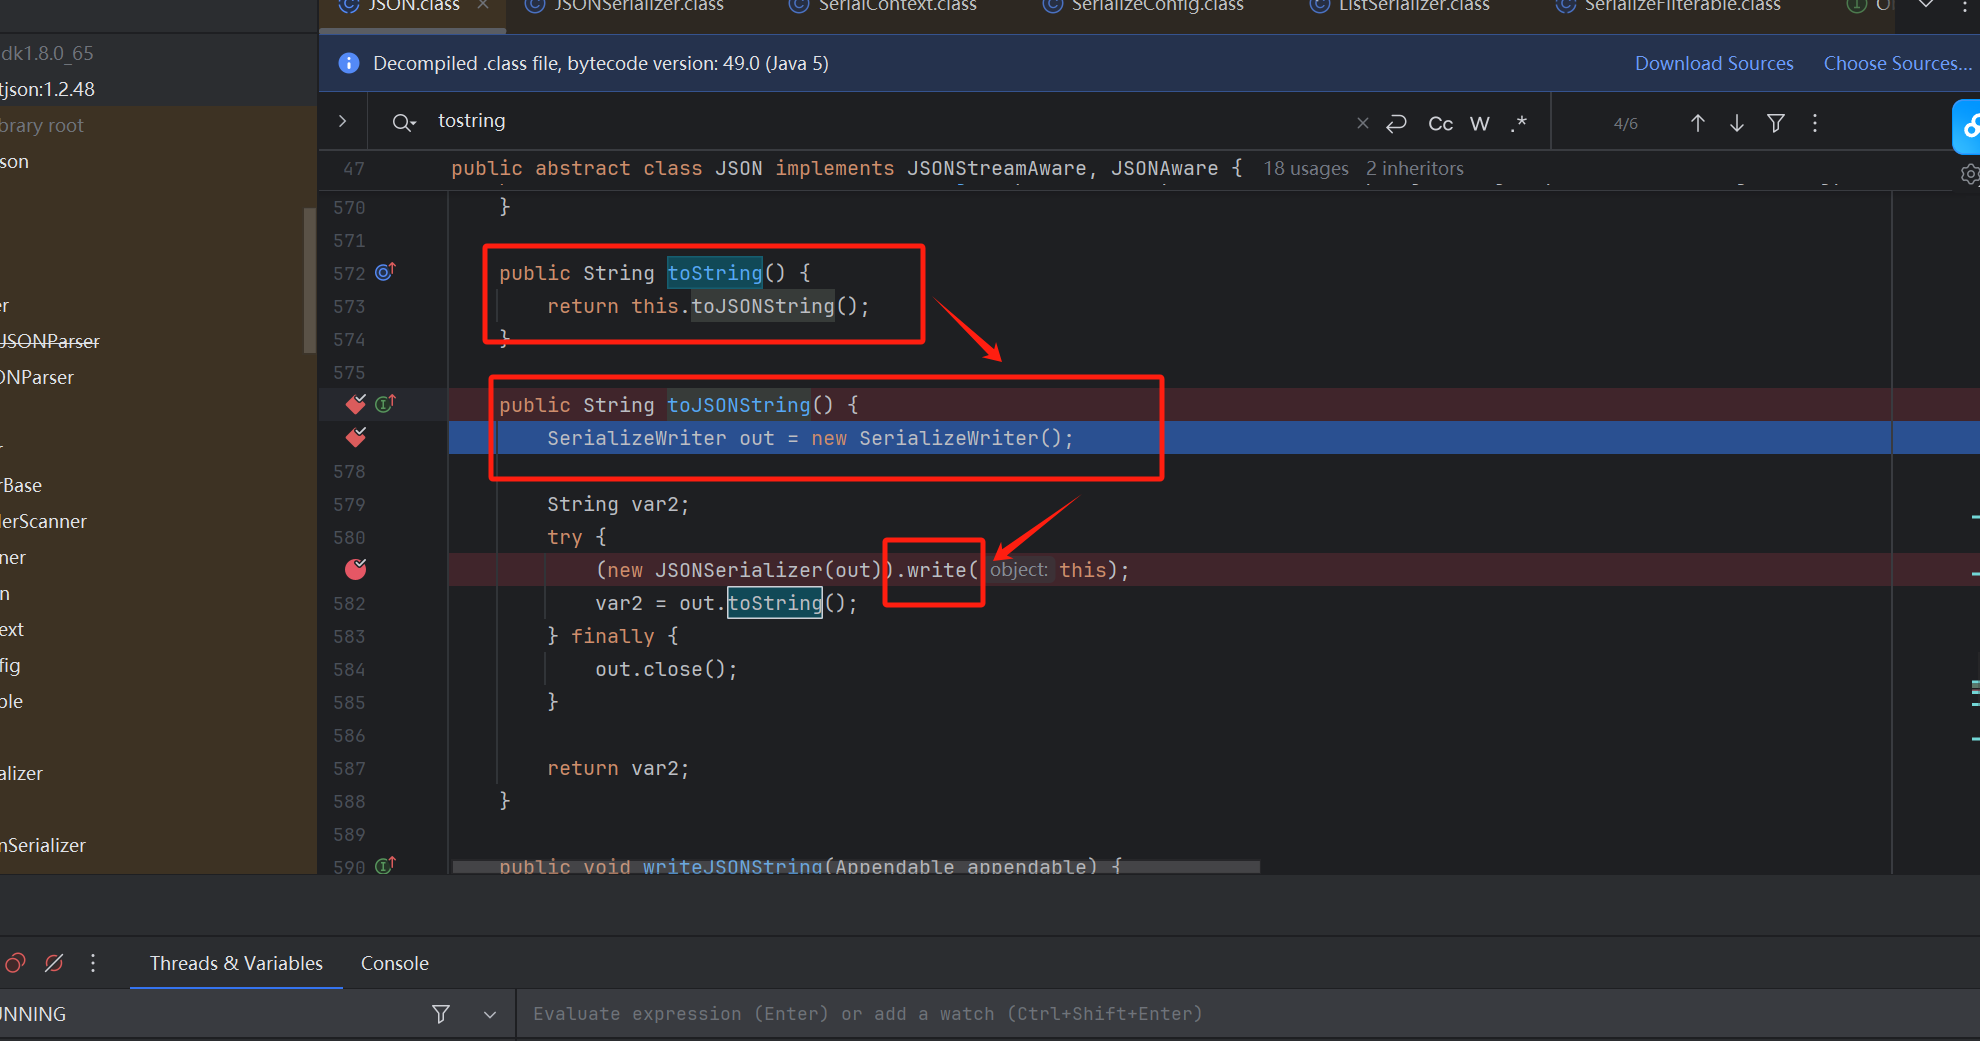 JSON.class JSONSerializer.class SerialContext.class SerializeConfig.class ListSerializer.class SerializeFilterable.class
dk1.8.0_65
Decompiled .class file, bytecode version: 49.0 (Java 5) Download Sources Choose Sources...
tjson:1.2.48
tostring Cc W .* 4/6
brary root
son
47 public abstract class JSON implements JSONStreamAware, JSONAware { 18 usages 2 inheritors
570 }
571
572 public String toString() {
573 return this.toJSONString();
er
574 }
JSONParser
575
ONParser
public String toJSONString() {
SerializeWriter out = new SerializeWriter();
r
578
rBase
579 String var2;
lerScanner
580 try {
ner
(new JSONSerializer(out)).write( object: this);
n
582 var2 = out.toString();
ext
583 } finally {
fig
584 out.close();
ble
585 }
586
587 return var2;
alizer
588 }
589
nSerializer
590 public void writeJSONString(Appendable appendable) {
Threads & Variables Console
UNNING Evaluate expression (Enter) or add a watch (Ctrl+Shift+Enter)